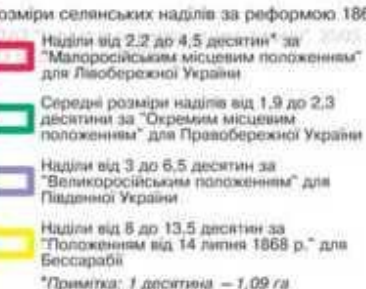 озміри селянських наділів за реформою 186
Наділи від 2,2 до 4,5 десятин* за
"Малоросійським місцевим положенням"
для Лівобережної України
Середні розміри наділів від 1,9 до 2,3
десятини за "Окремим місцевим
положенням" для Правобережної України
Наділи від 3 до 6,5 десятин за
"Великоросійським положенням" для
Південної України
Наділи від 8 до 13,5 десятин за
"Положенням від 14 липня 1868 р." для
Бессарабії
*Примітка: 1 десятина – 1,09 га